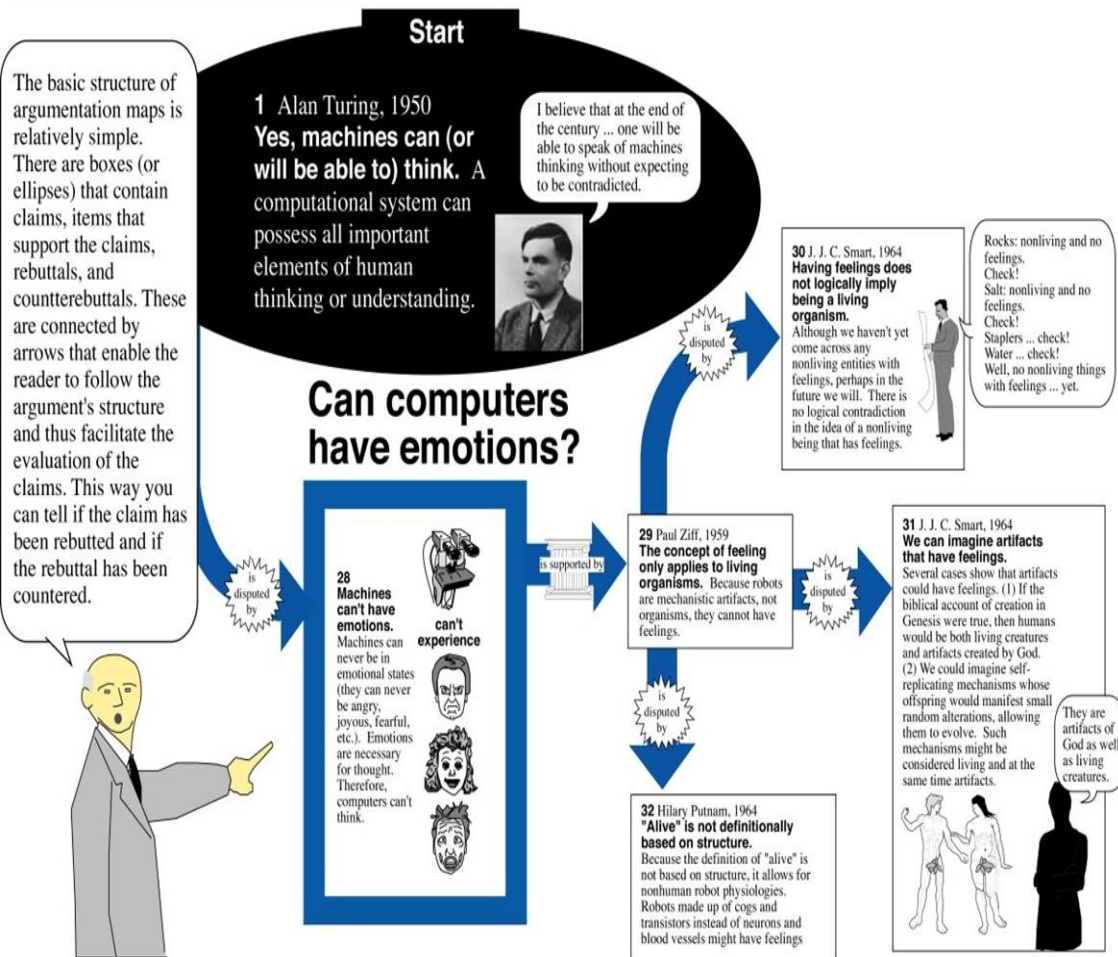 Start
The basic structure of
argumentation maps is
relatively simple.
There are boxes (or
ellipses) that contain
claims, items that
support the claims,
rebuttals, and
countterebuttals. These
are connected by
arrows that enable the
reader to follow the
argument's structure
and thus facilitate the
evaluation of the
claims. This way you
can tell if the claim has
been rebutted and if
the rebuttal has been
countered.
1 Alan Turing, 1950
Yes, machines can (or
will be able to) think. A
computational system can
possess all important
elements of human
thinking or understanding.
I believe that at the end of
the century ... one will be
able to speak of machines
thinking without expecting
to be contradicted.
Can computers
have emotions?
is
disputed
by
28
Machines
can't have
emotions.
Machines can
never be in
emotional states
(they can never
be angry,
joyous, fearful,
etc.). Emotions
are necessary
for thought.
Therefore,
computers can't
think.
can't
experience
is supported by
29 Paul Ziff, 1959
The concept of feeling
only applies to living
organisms. Because robots
are mechanistic artifacts, not
organisms, they cannot have
feelings.
is
disputed
by
30 J. J. C. Smart, 1964
Having feelings does
not logically imply
being a living
organism.
Although we haven't yet
come across any
nonliving entities with
feelings, perhaps in the
future we will. There is
no logical contradiction
in the idea of a nonliving
being that has feelings.
Rocks: nonliving and no
feelings.
Check!
Salt: nonliving and no
feelings.
Check!
Staplers ... check!
Water ... check!
Well, no nonliving things
with feelings ... yet.
is
disputed
by
31 J. J. C. Smart, 1964
We can imagine artifacts
that have feelings.
Several cases show that artifacts
could have feelings. (1) If the
biblical account of creation in
Genesis were true, then humans
would be both living creatures
and artifacts created by God.
(2) We could imagine self-
replicating mechanisms whose
offspring would manifest small
random alterations, allowing
them to evolve. Such
mechanisms might be
considered living and at the
same time artifacts.
They are
artifacts of
God as well
as living
creatures.
is
disputed
by
32 Hilary Putnam, 1964
"Alive" is not definitionally
based on structure.
Because the definition of "alive" is
not based on structure, it allows for
nonhuman robot physiologies.
Robots made up of cogs and
transistors instead of neurons and
blood vessels might have feelings